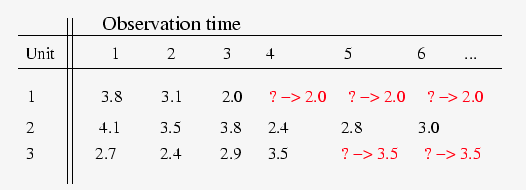 Observation time
Unit 1 2 3 4 5 6 ...
1 3.8 3.1 2.0 ? -> 2.0 ? -> 2.0 ? -> 2.0
2 4.1 3.5 3.8 2.4 2.8 3.0
3 2.7 2.4 2.9 3.5 ? -> 3.5 ? -> 3.5